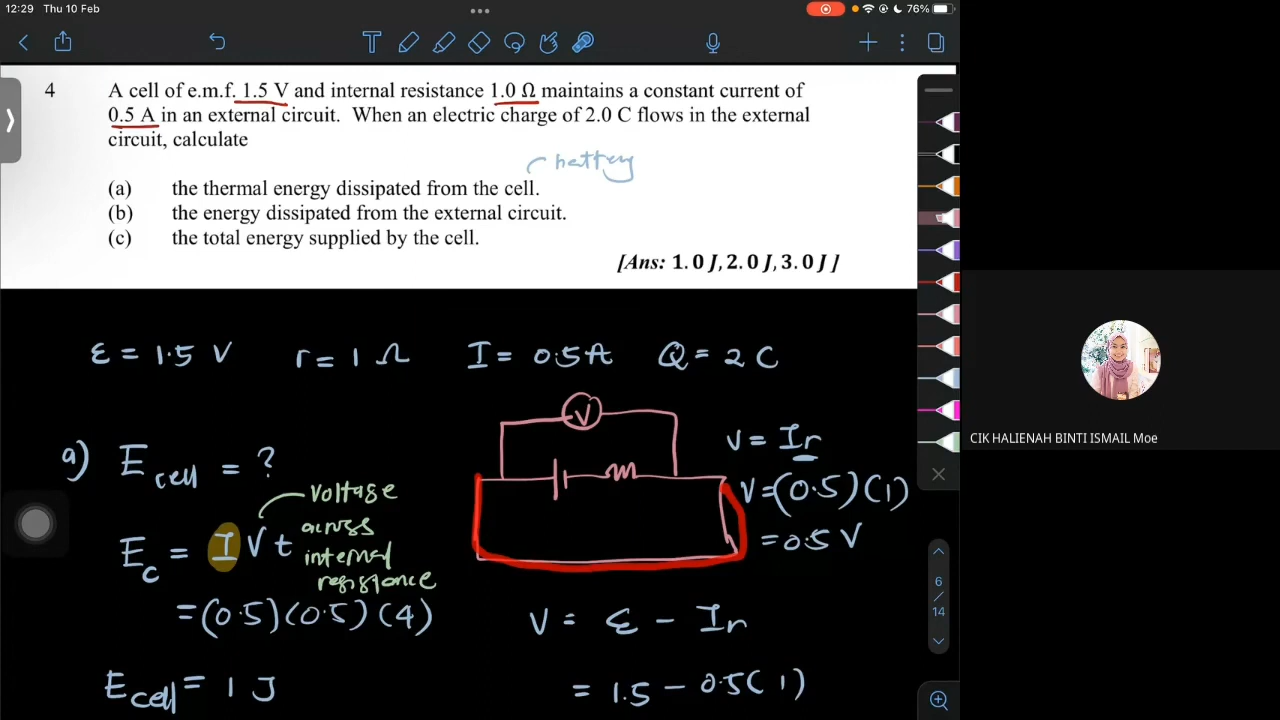 12:29 Thu 10 Feb
76%
4 A cell of e.m.f. 1.5 V and internal resistance 1.0 Ω maintains a constant current of
0.5 A in an external circuit. When an electric charge of 2.0 C flows in the external
circuit, calculate
battery
(a) the thermal energy dissipated from the cell.
(b) the energy dissipated from the external circuit.
(c) the total energy supplied by the cell.
[Ans: 1.0 J, 2.0 J, 3.0 J ]
ε = 1.5 V r = 1 Ω I = 0.5A Q = 2 C
a) E cell = ?
voltage
across
internal
resistance
E c = I V t
= (0.5)(0.5)(4)
E cell = 1 J
V
V = Ir
V = (0.5)(1)
= 0.5 V
V = ε - Ir
= 1.5 - 0.5(1)
6
/
14
CIK HALIENAH BINTI ISMAIL Moe